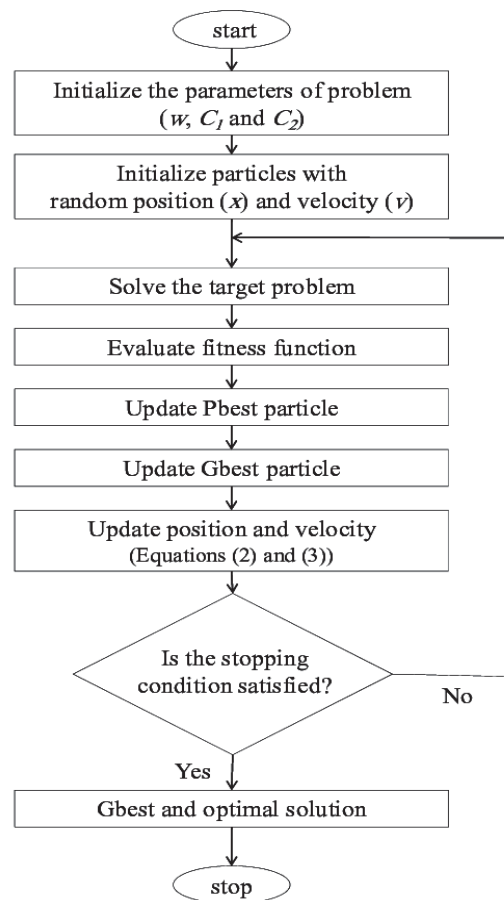 start
Initialize the parameters of problem
(w, C1 and C2)
Initialize particles with
random position (x) and velocity (v)
Solve the target problem
Evaluate fitness function
Update Pbest particle
Update Gbest particle
Update position and velocity
(Equations (2) and (3))
Is the stopping
condition satisfied?
No
Yes
Gbest and optimal solution
stop